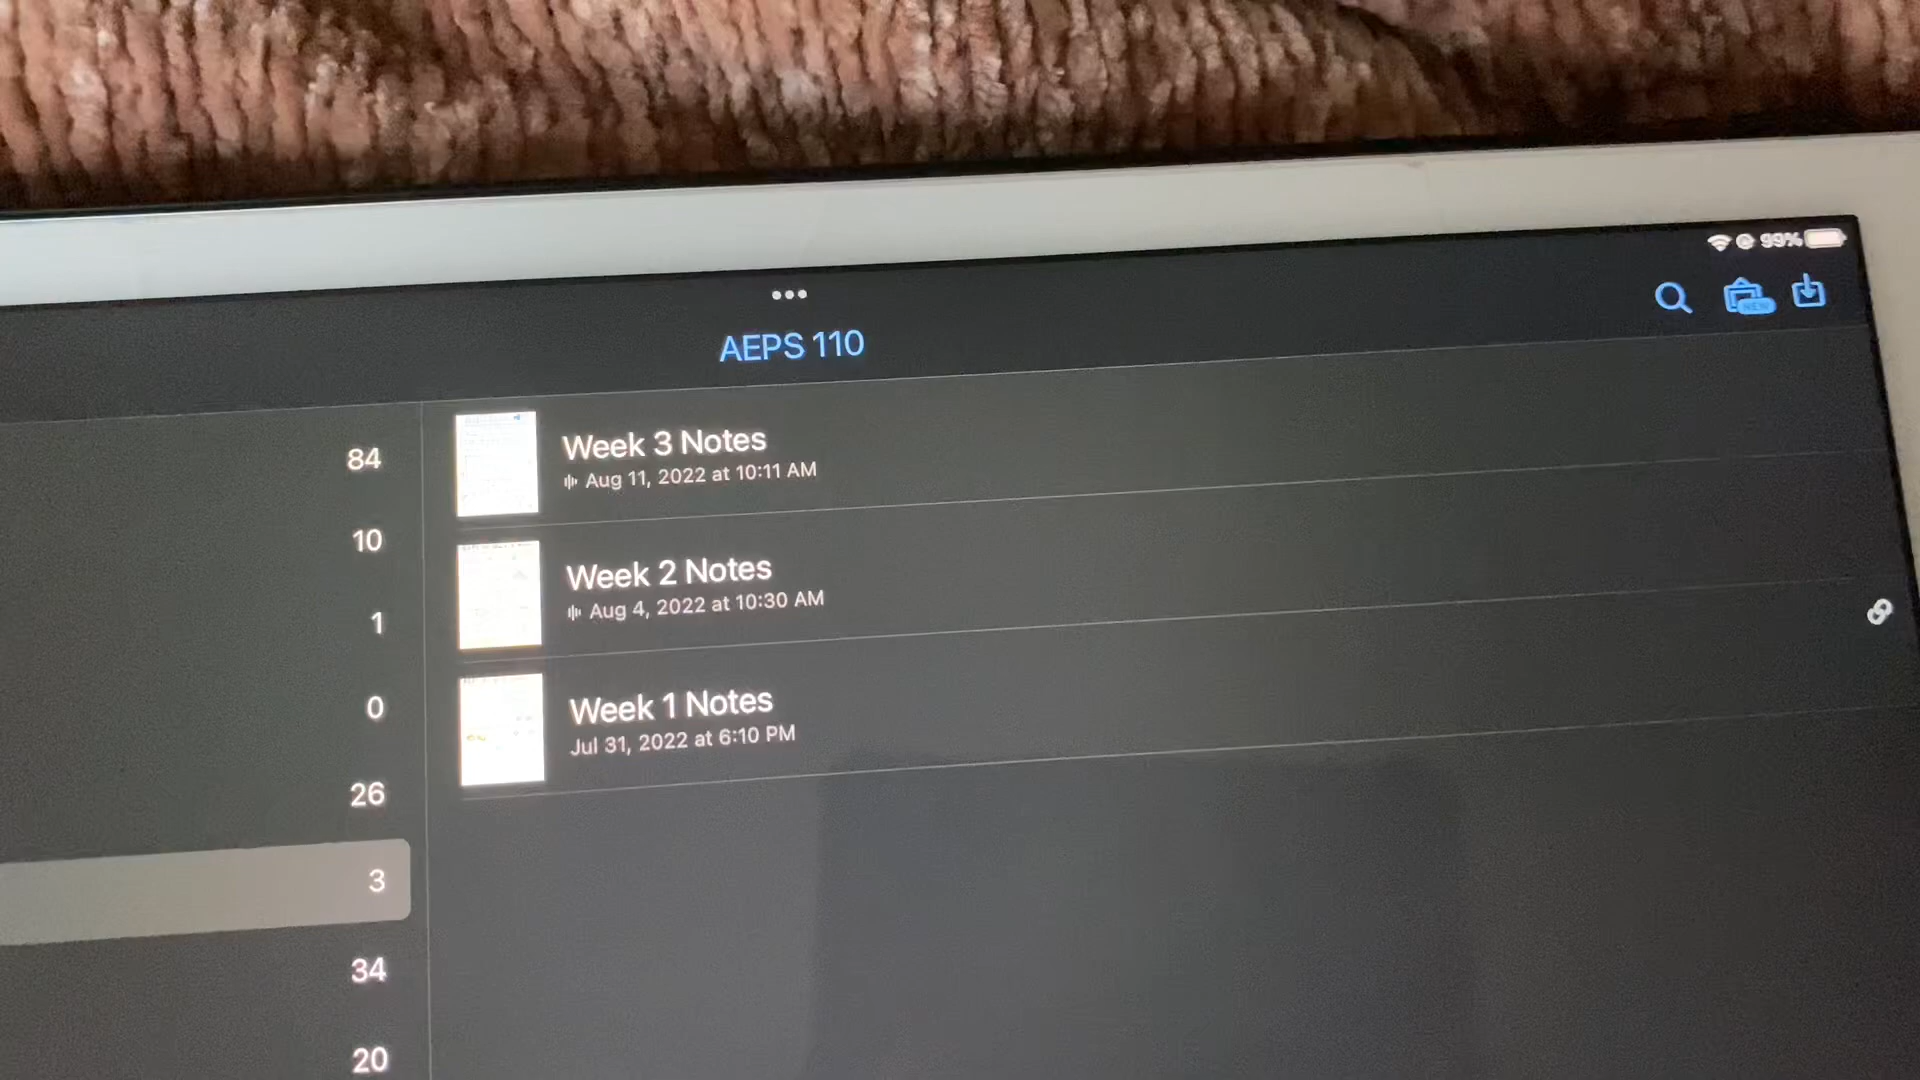 99%
NEW
AEPS 110
84
10
1
0
26
3
34
20
Week 3 Notes
Aug 11, 2022 at 10:11 AM
Week 2 Notes
Aug 4, 2022 at 10:30 AM
Week 1 Notes
Jul 31, 2022 at 6:10 PM